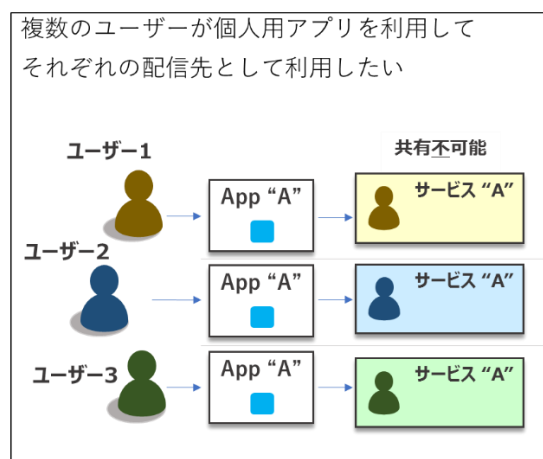 複数のユーザーが個人用アプリを利用して
それぞれの配信先として利用したい
共有不可能
ユーザー1
App “A”
サービス “A”
ユーザー2
App “A”
サービス “A”
ユーザー3
App “A”
サービス “A”